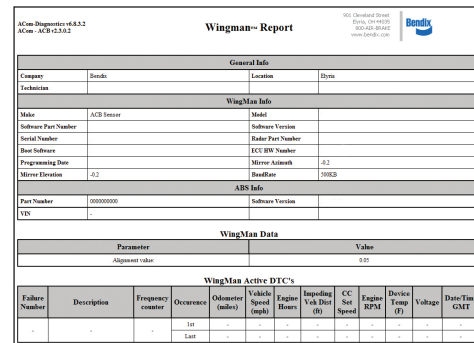 ACom-Diagnostics v6.8.3.2
ACom - ACB v2.3.0.2
Wingman™ Report
901 Cleveland Street
Elyria, OH 44035
800-AIR-BRAKE
www.bendix.com
Bendix
General Info
Company Bendix Location Elyria
Technician
WingMan Info
Make ACB Sensor Model
Software Part Number Software Version
Serial Number Radar Part Number
Boot Software ECU HW Number
Programming Date Mirror Azimuth -0.2
Mirror Elevation -0.2 BaudRate 500KB
ABS Info
Part Number 0000000000 Software Version
VIN -
WingMan Data
Parameter Value
Alignment value: 0.05
WingMan Active DTC's
Failure Number Description Frequency counter Occurence Odometer (miles) Vehicle Speed (mph) Engine Hours Impeding Veh Dist (ft) CC Set Speed Engine RPM Device Temp (F) Voltage Date/Time GMT
- - - 1st - - - - - - - - -
Last - - - - - - - - -